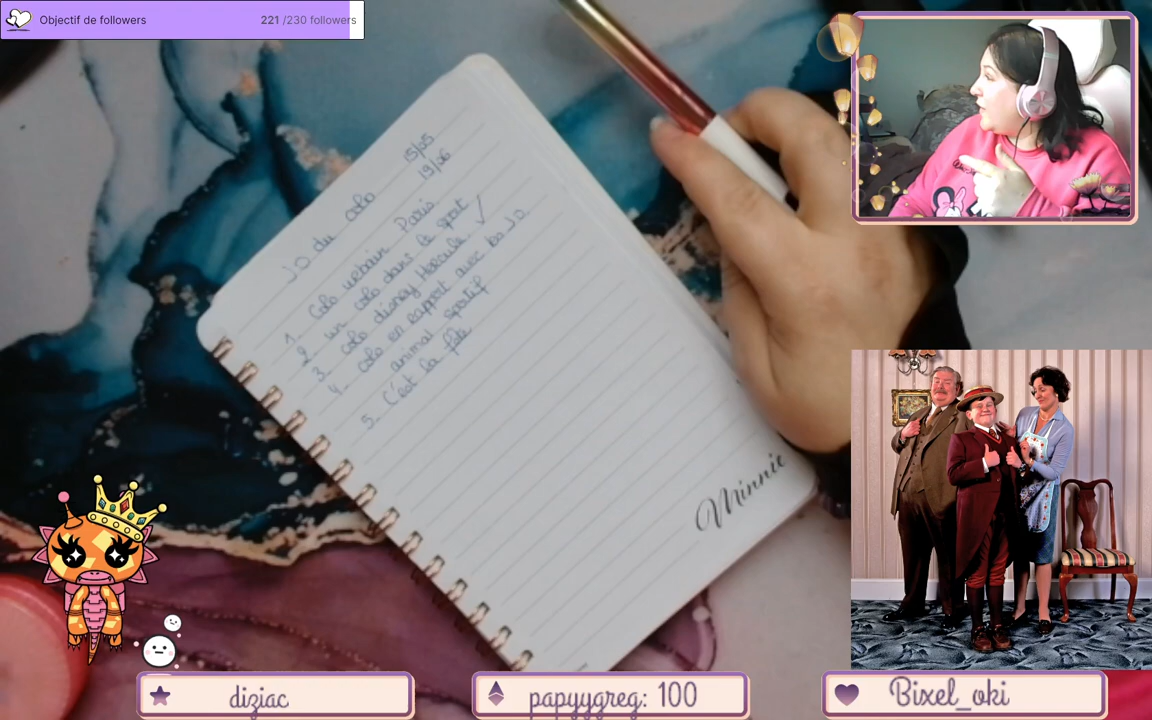 Objectif de followers
221 /230 followers
JO du colo
15/05
19/06
1. Colo urbain Paris
2. un colo dans le sport
3. colo disney Hercule. ✓
4. colo en rapport avec les JO.
animal sportif
5. C'est la fête
Minnie
diziac
papyygreg: 100
Bixel_oki